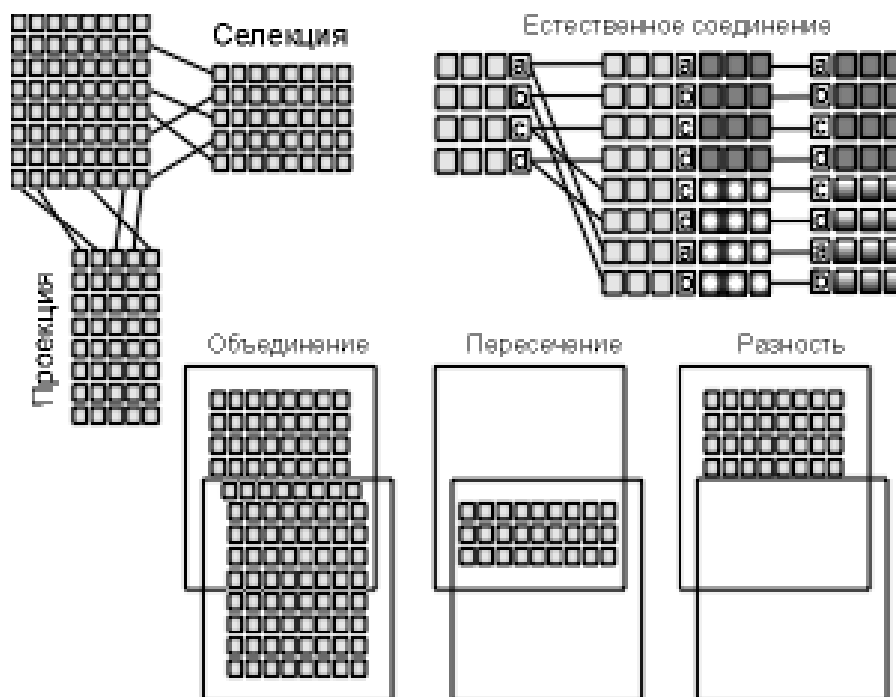 Селекция
Естественное соединение
a a a
b b b
c c c
d d d
c c
d d
a a
b b
Проекция
Объединение Пересечение Разность